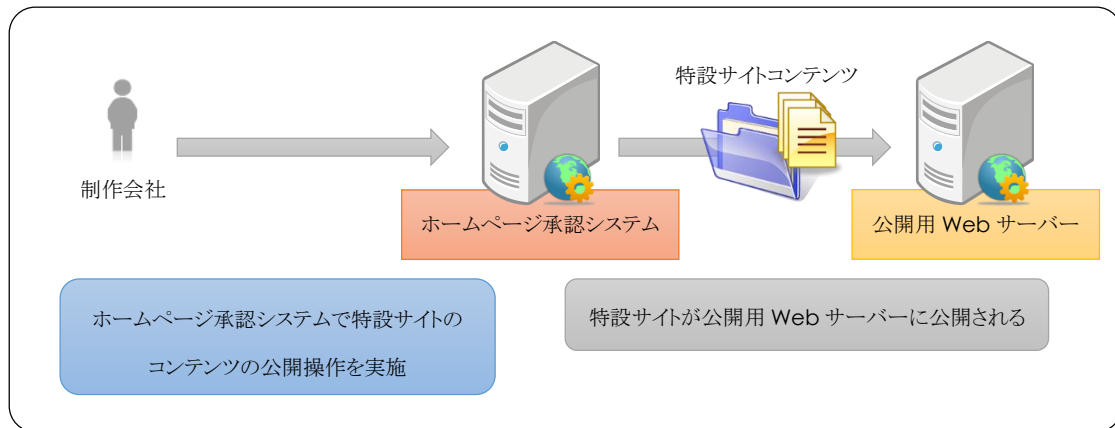 特設サイトコンテンツ
制作会社
ホームページ承認システム
公開用 Web サーバー
ホームページ承認システムで特設サイトの
コンテンツの公開操作を実施
特設サイトが公開用 Web サーバーに公開される